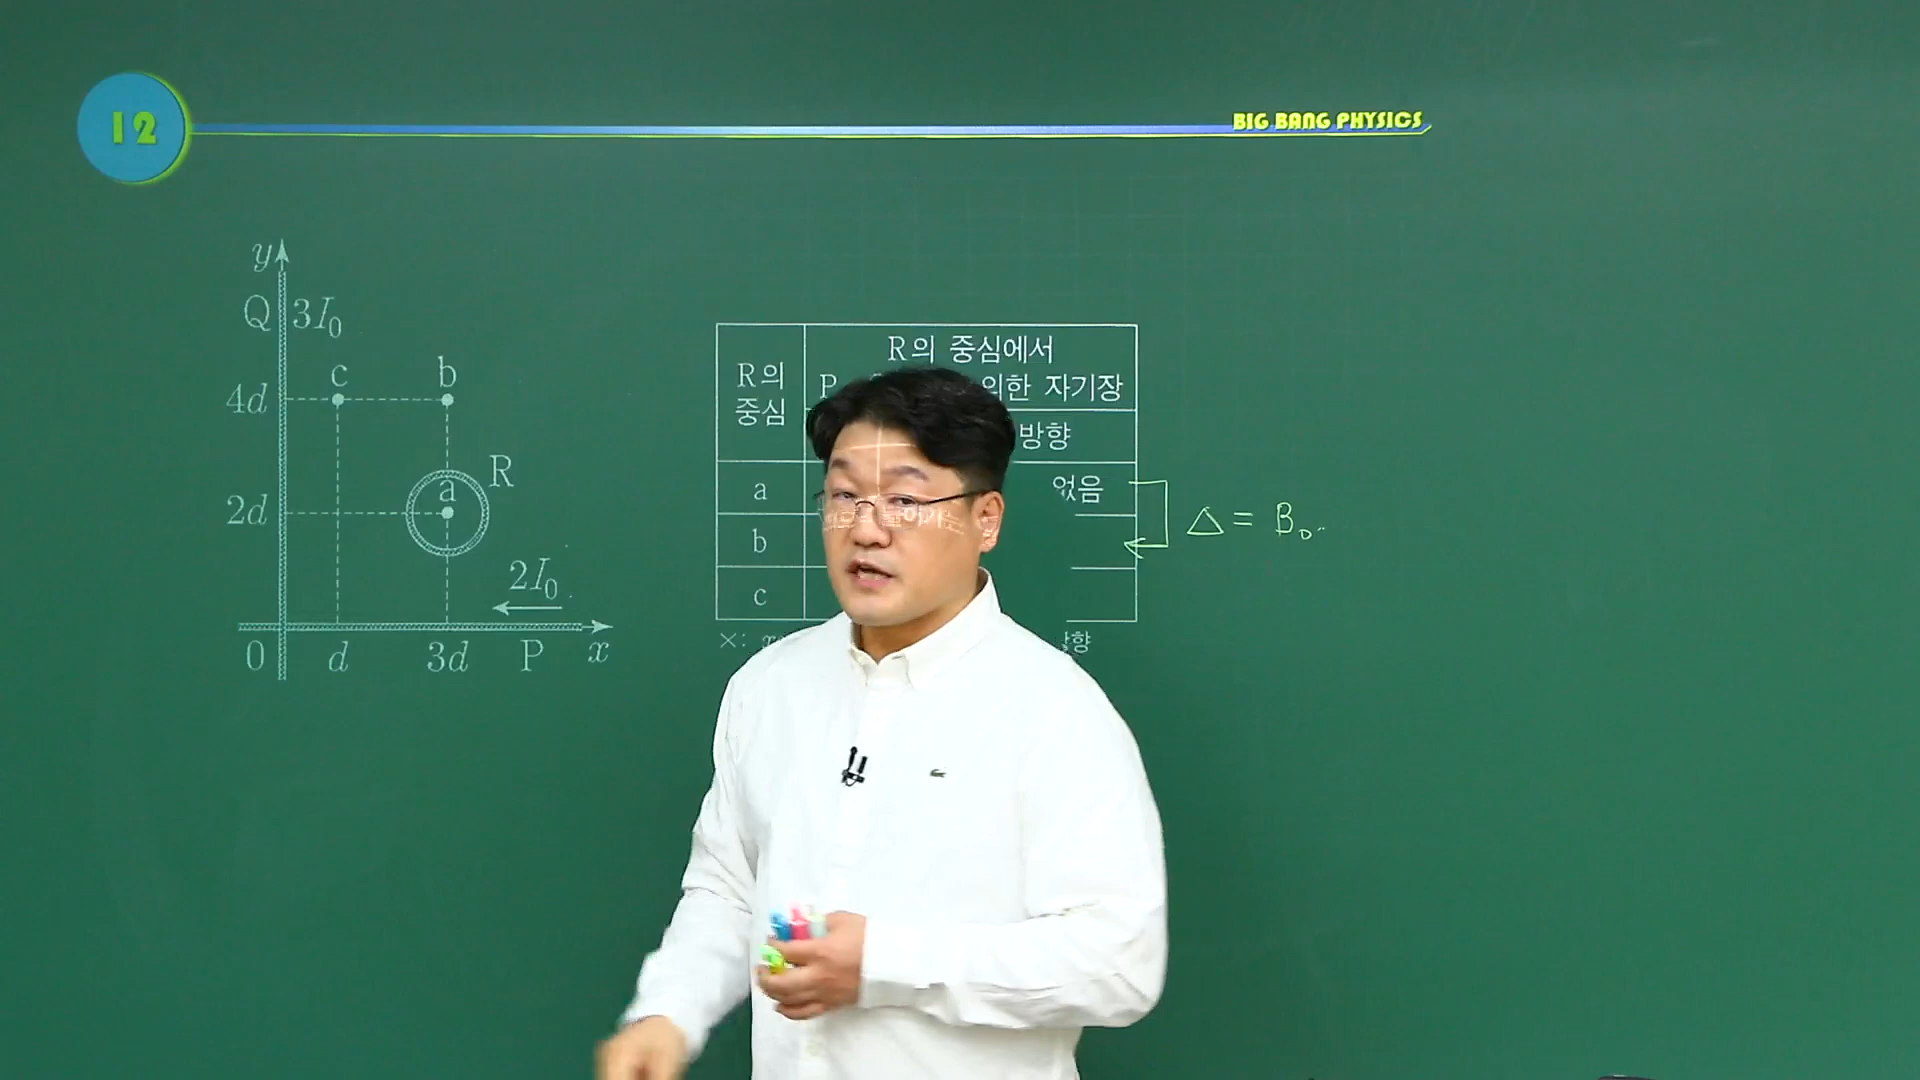 12
BIG BANG PHYSICS
y
Q 3I₀
c b
4d
R
a
2d
2I₀
0 d 3d P x
R의 중심에서
R의
중심
P 의한 자기장
방향
a 없음
b
c
×:
△ = B₀